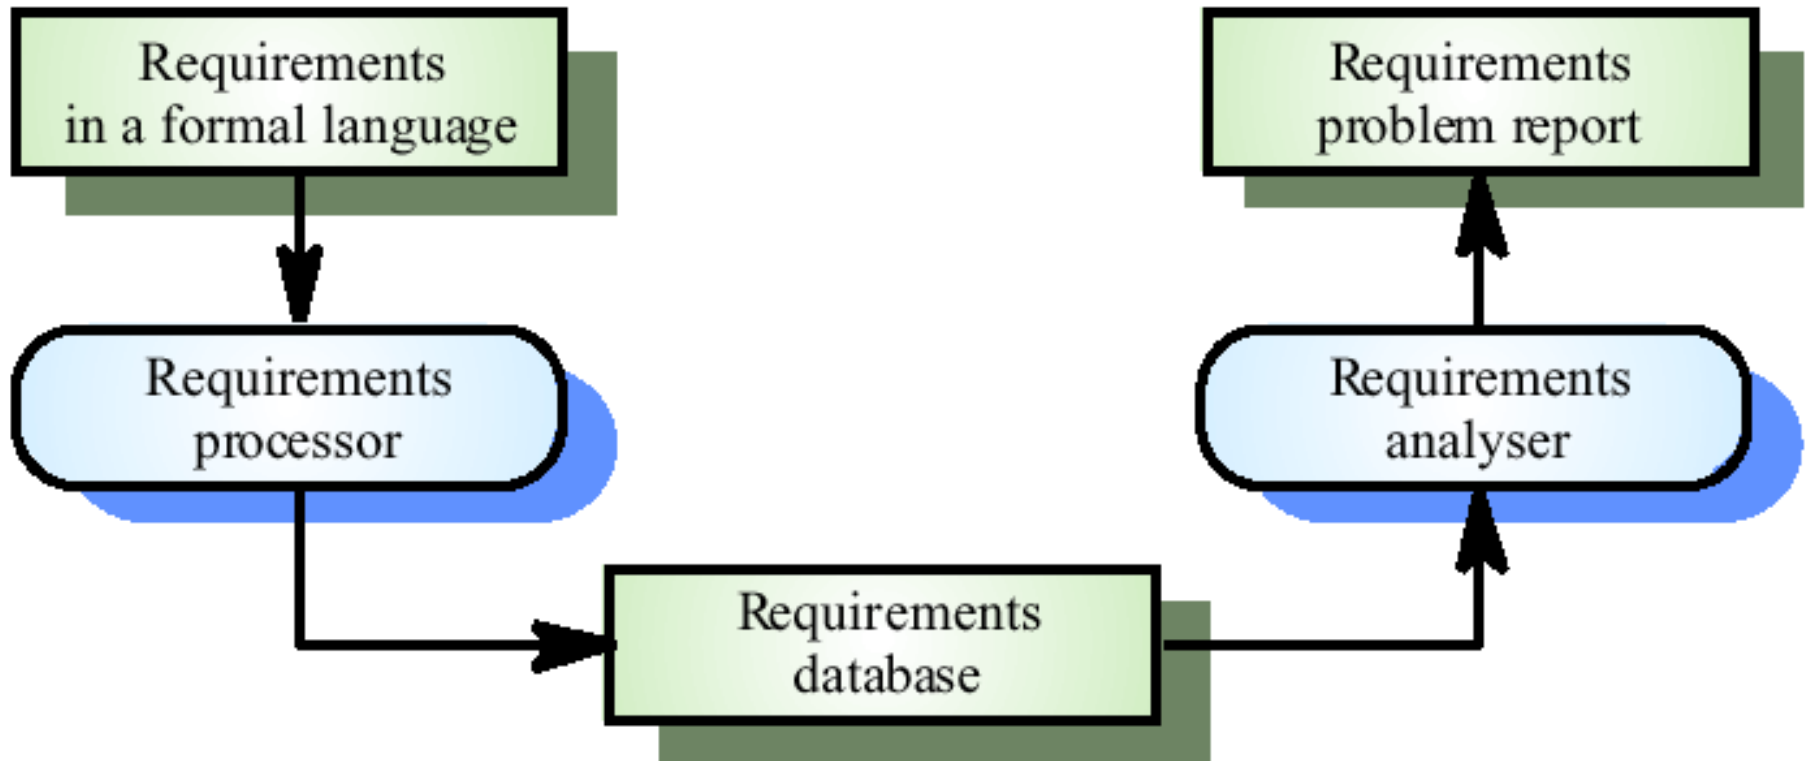 Requirements
in a formal language
Requirements
problem report
Requirements
processor
Requirements
analyser
Requirements
database